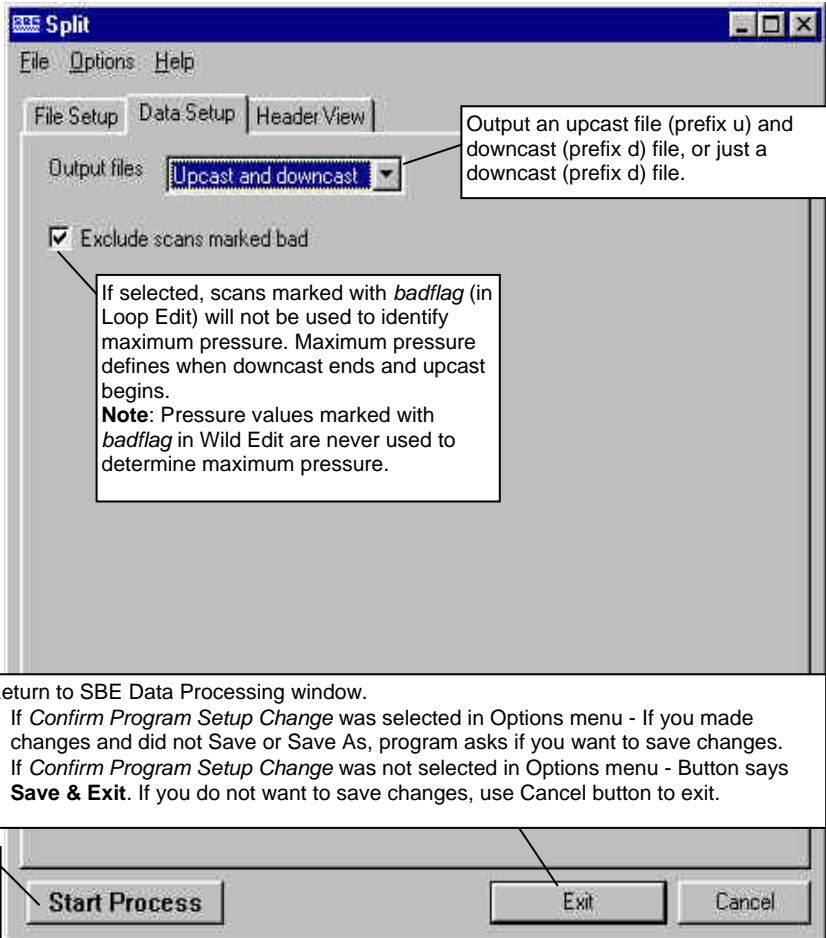 SBE Split
File Options Help
File Setup Data Setup Header View
Output an upcast file (prefix u) and
downcast (prefix d) file, or just a
downcast (prefix d) file.
Output files Upcast and downcast
Exclude scans marked bad
If selected, scans marked with badflag (in
Loop Edit) will not be used to identify
maximum pressure. Maximum pressure
defines when downcast ends and upcast
begins.
Note: Pressure values marked with
badflag in Wild Edit are never used to
determine maximum pressure.
eturn to SBE Data Processing window.
If Confirm Program Setup Change was selected in Options menu - If you made
changes and did not Save or Save As, program asks if you want to save changes.
If Confirm Program Setup Change was not selected in Options menu - Button says
Save & Exit. If you do not want to save changes, use Cancel button to exit.
Start Process Exit Cancel